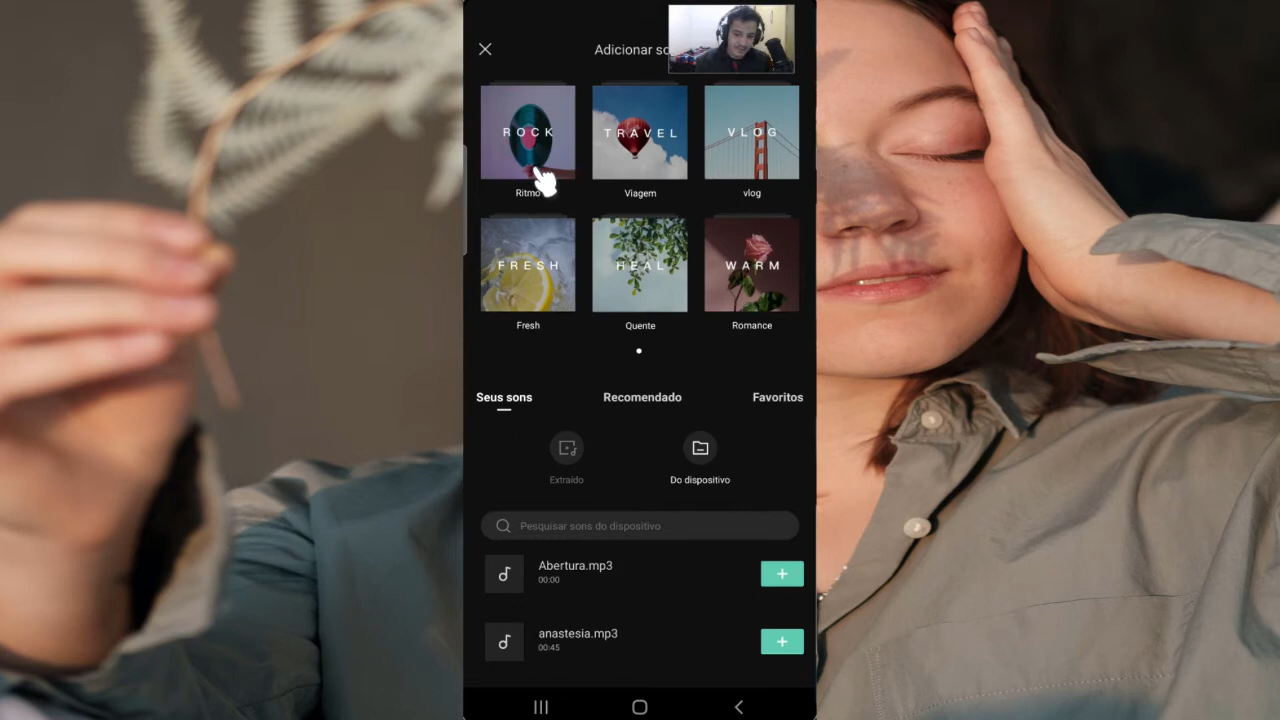 Adicionar so
ROCK
TRAVEL
VLOG
Ritmo
Viagem
vlog
FRESH
HEAL
WARM
Fresh
Quente
Romance
Seus sons
Recomendado
Favoritos
Extraído
Do dispositivo
Pesquisar sons do dispositivo
Abertura.mp3
00:00
anastesia.mp3
00:45